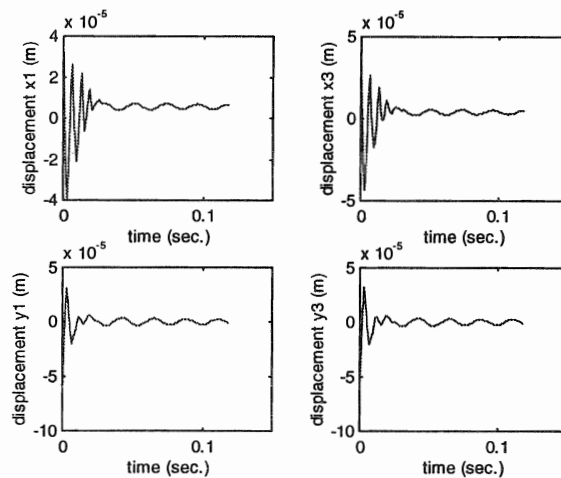 x 10 -5
4
2
0
-2
-4
displacement x1 (m)
0
0.1
time (sec.)
x 10 -5
5
0
-5
displacement x3 (m)
0
0.1
time (sec.)
x 10 -5
5
0
-5
-10
displacement y1 (m)
0
0.1
time (sec.)
x 10 -5
5
0
-5
-10
displacement y3 (m)
0
0.1
time (sec.)